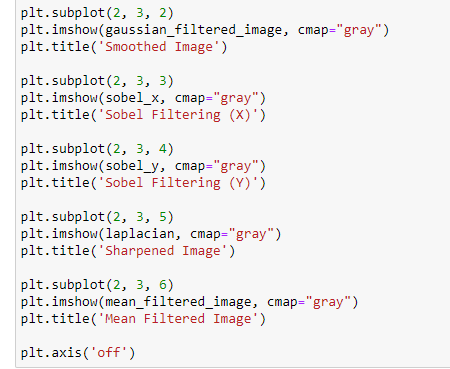 plt.subplot(2, 3, 2)
plt.imshow(gaussian_filtered_image, cmap="gray")
plt.title('Smoothed Image')
plt.subplot(2, 3, 3)
plt.imshow(sobel_x, cmap="gray")
plt.title('Sobel Filtering (X)')
plt.subplot(2, 3, 4)
plt.imshow(sobel_y, cmap="gray")
plt.title('Sobel Filtering (Y)')
plt.subplot(2, 3, 5)
plt.imshow(laplacian, cmap="gray")
plt.title('Sharpened Image')
plt.subplot(2, 3, 6)
plt.imshow(mean_filtered_image, cmap="gray")
plt.title('Mean Filtered Image')
plt.axis('off')